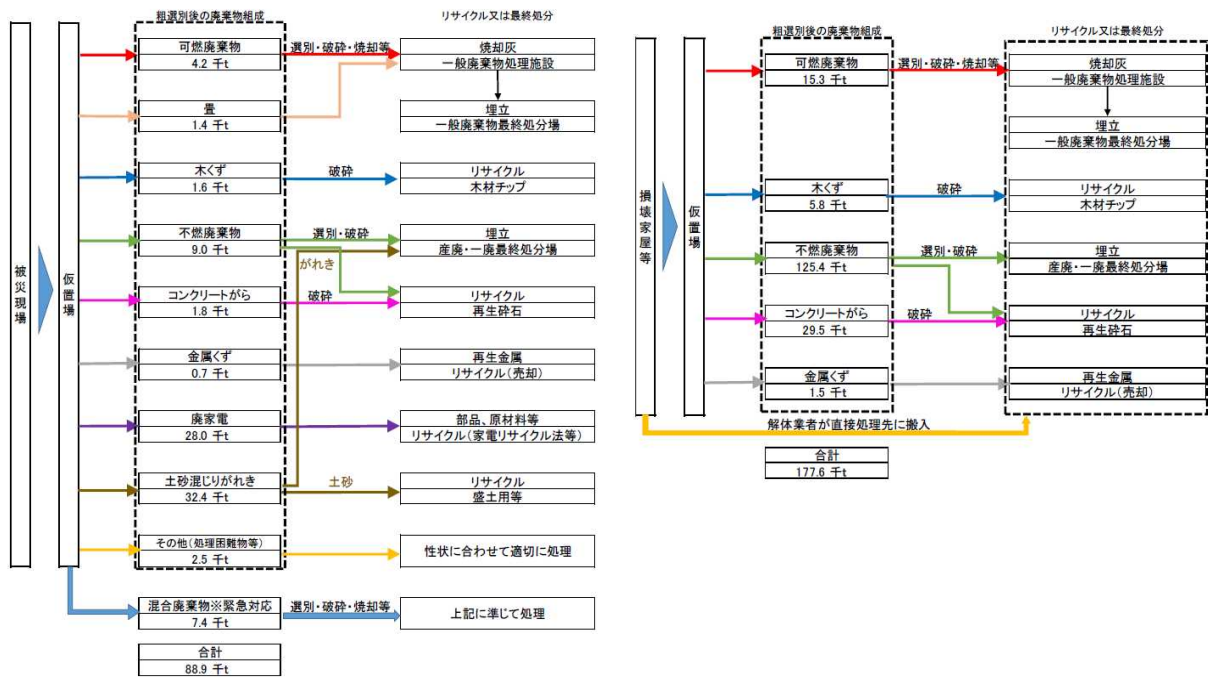 粗選別後の廃棄物組成
リサイクル又は最終処分
被災現場
仮置場
可燃廃棄物
4.2 千t
選別・破砕・焼却等
焼却灰
一般廃棄物処理施設
畳
1.4 千t
埋立
一般廃棄物最終処分場
木くず
1.6 千t
破砕
リサイクル
木材チップ
不燃廃棄物
9.0 千t
選別・破砕
埋立
産廃・一廃最終処分場
がれき
コンクリートがら
1.8 千t
破砕
リサイクル
再生砕石
金属くず
0.7 千t
再生金属
リサイクル(売却)
廃家電
28.0 千t
部品、原材料等
リサイクル(家電リサイクル法等)
土砂混じりがれき
32.4 千t
土砂
リサイクル
盛土用等
その他(処理困難物等)
2.5 千t
性状に合わせて適切に処理
混合廃棄物※緊急対応
7.4 千t
選別・破砕・焼却等
上記に準じて処理
合計
88.9 千t
粗選別後の廃棄物組成
リサイクル又は最終処分
損壊家屋等
仮置場
可燃廃棄物
15.3 千t
選別・破砕・焼却等
焼却灰
一般廃棄物処理施設
埋立
一般廃棄物最終処分場
木くず
5.8 千t
破砕
リサイクル
木材チップ
不燃廃棄物
125.4 千t
選別・破砕
埋立
産廃・一廃最終処分場
コンクリートがら
29.5 千t
破砕
リサイクル
再生砕石
金属くず
1.5 千t
再生金属
リサイクル(売却)
解体業者が直接処理先に搬入
合計
177.6 千t